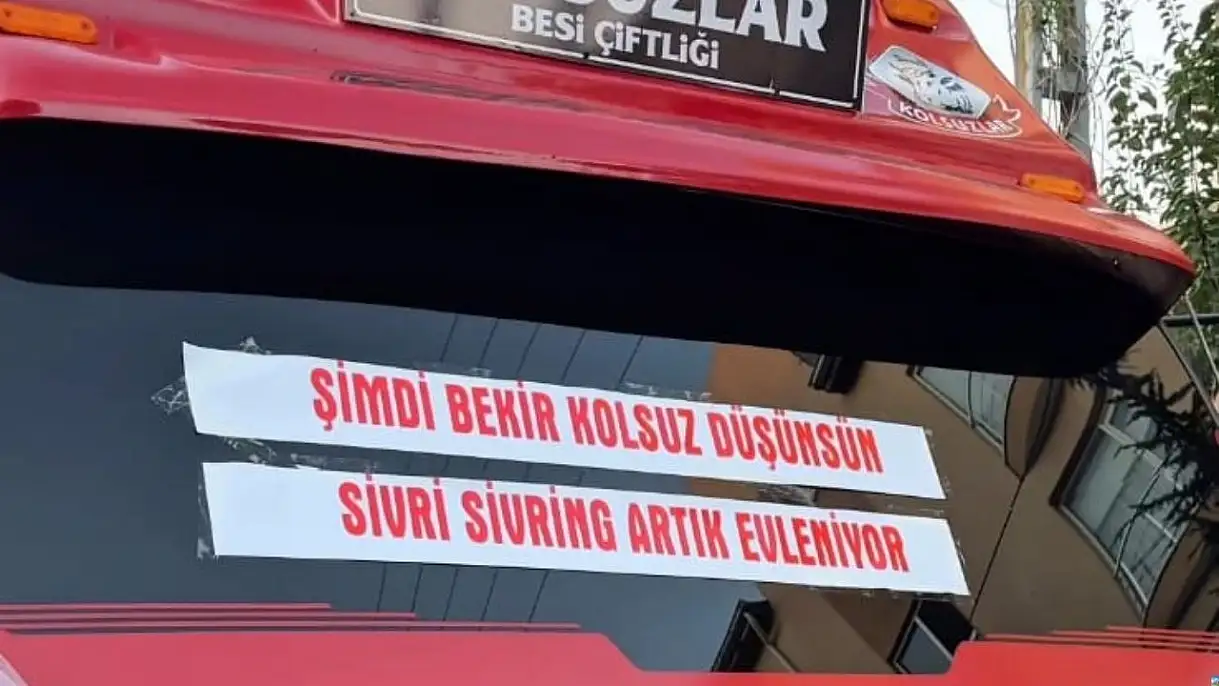 BESİ ÇİFTLİĞİ
KOLSUZLAR
ŞİMDİ BEKİR KOLSUZ DÜŞÜNSÜN
SİVRİ SİVRİNG ARTIK EVLENİYOR